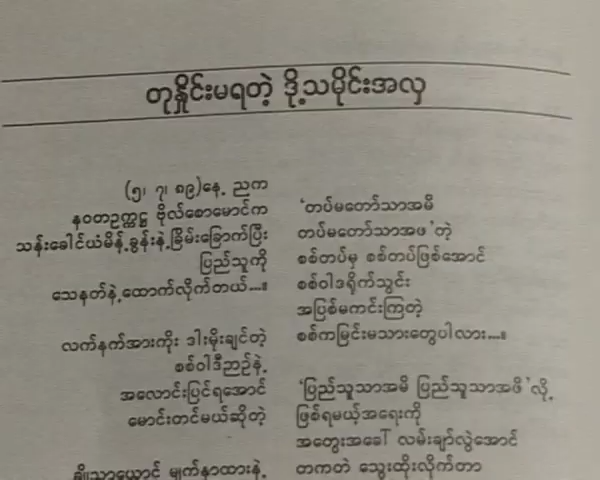 တုနှိုင်းမရတဲ့ ဒို့သမိုင်းအလှ
(၅၊ ၇၊ ၈၉)နေ့ ညက
နဝတဥက္ကဋ္ဌ ဗိုလ်စောမောင်က
သန်းခေါင်ယံမိန့်ခွန်းနဲ့ခြိမ်းခြောက်ပြီး
ပြည်သူကို
သေနတ်နဲ့ထောက်လိုက်တယ်...။
လက်နက်အားကိုး ဒါးမိုးချင်တဲ့
စစ်ဝါဒီညာဉ်နဲ့
အလောင်းပြင်ရအောင်
မောင်းတင်မယ်ဆိုတဲ့
မျက်နှာထားနဲ့
'တပ်မတော်သာအမိ
တပ်မတော်သာအဖ'တဲ့
စစ်တပ်မှ စစ်တပ်ဖြစ်အောင်
စစ်ဝါဒရိုက်သွင်း
အပြစ်မကင်းကြတဲ့
စစ်ကမြင်းမသားတွေပါလား...။
'ပြည်သူသာအမိ ပြည်သူသာအဖ'လို့
ဖြစ်ရမယ့်အရေးကို
အတွေးအခေါ် လမ်းချော်လွဲအောင်
တကတဲ သွေးထိုးလိုက်တာ